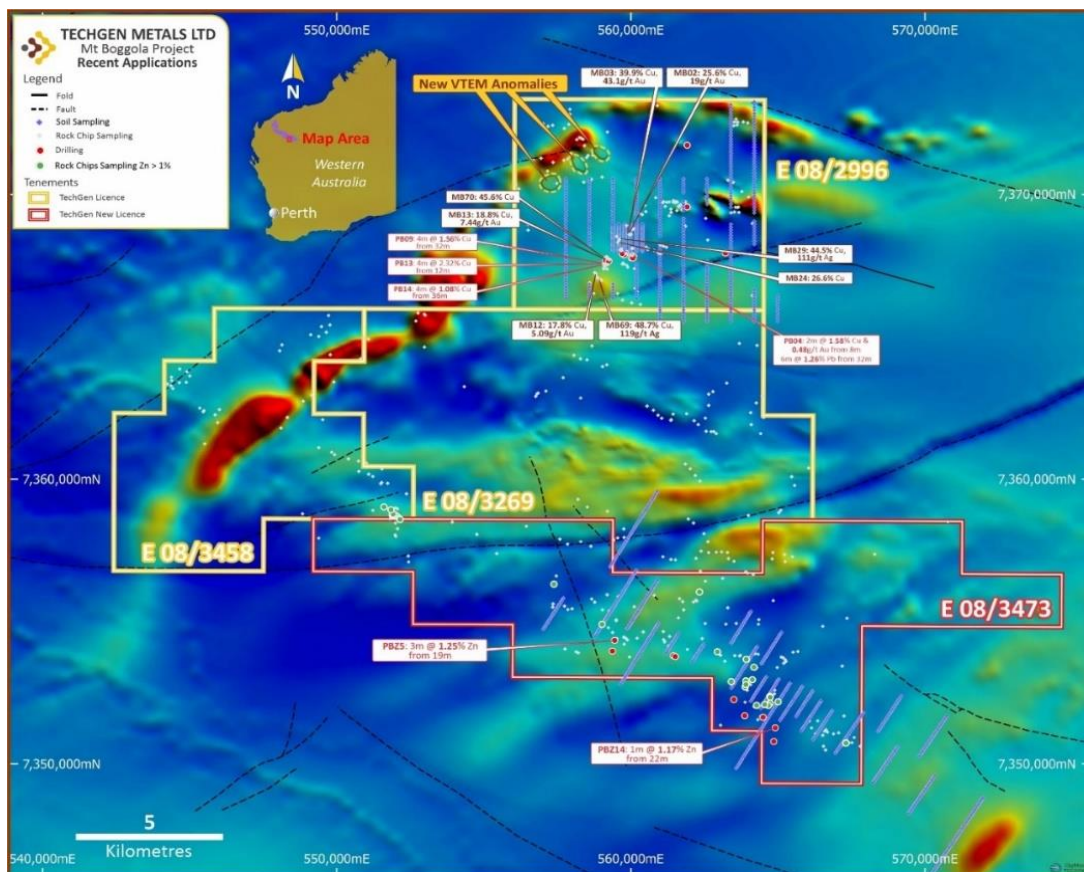 TECHGEN METALS LTD
Mt Boggola Project
Recent Applications
Legend
Fold
Fault
Soil Sampling
Rock Chip Sampling
Drilling
Rock Chips Sampling Zn > 1%
Tenements
TechGen Licence
TechGen New Licence
N
Map Area
Western
Australia
Perth
550,000mE
560,000mE
570,000mE
New VTEM Anomalies
MB03: 39.9% Cu,
43.1g/t Au
MB02: 25.6% Cu,
19g/t Au
E 08/2996
7,370,000mN
7,370,000mN
MB70: 45.6% Cu
MB13: 18.8% Cu,
7.44g/t Au
PB09: 4m @ 1.56% Cu
from 32m
PB13: 4m @ 2.32% Cu
from 12m
PB14: 4m @ 1.08% Cu
from 36m
MB29: 44.5% Cu,
111g/t Ag
MB24: 26.6% Cu
MB12: 17.8% Cu,
5.09g/t Au
MB69: 48.7% Cu,
119g/t Ag
PB04: 2m @ 1.58% Cu &
0.48g/t Au from 8m
6m @ 1.26% Pb from 32m
7,360,000mN
7,360,000mN
E 08/3269
E 08/3458
E 08/3473
PBZ5: 3m @ 1.25% Zn
from 19m
PBZ14: 1m @ 1.17% Zn
from 22m
7,350,000mN
7,350,000mN
5
Kilometres
540,000mE
550,000mE
560,000mE
570,000mE